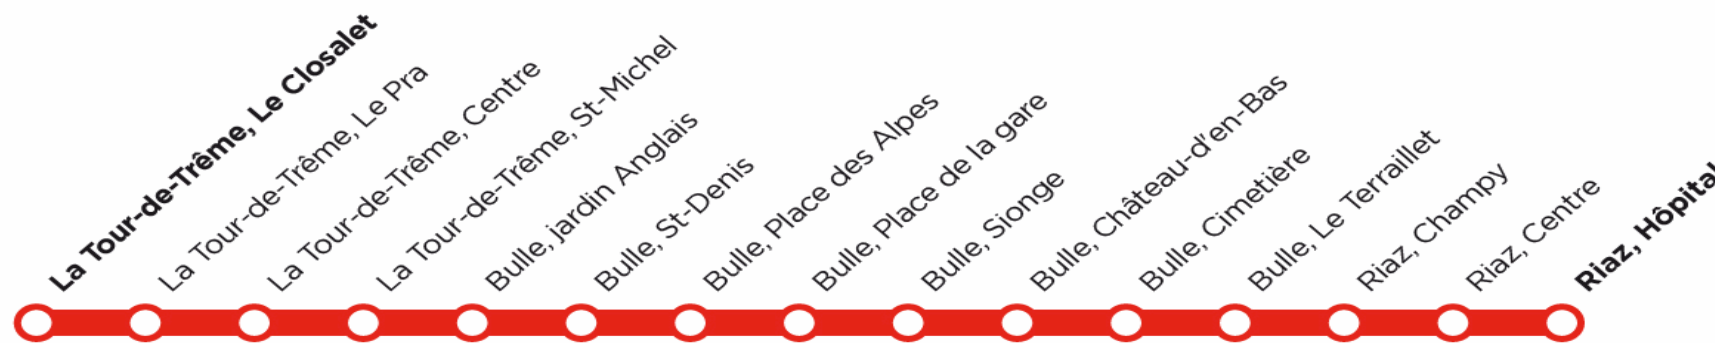 La Tour-de-Trême, Le Closalet
La Tour-de-Trême, Le Pra
La Tour-de-Trême, Centre
La Tour-de-Trême, St-Michel
Bulle, jardin Anglais
Bulle, St-Denis
Bulle, Place des Alpes
Bulle, Place de la gare
Bulle, Sionge
Bulle, Château-d'en-Bas
Bulle, Cimetière
Bulle, Le Terraillet
Riaz, Champy
Riaz, Centre
Riaz, Hôpital